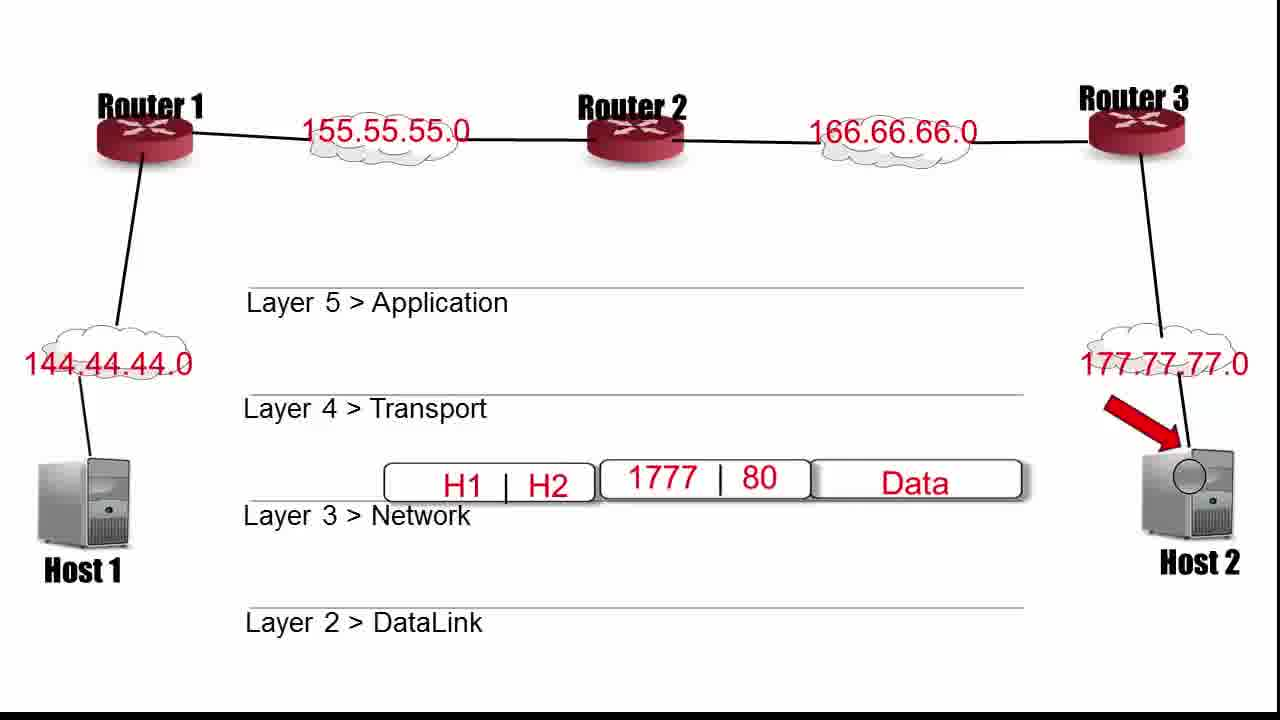 Router 1
155.55.55.0
Router 2
166.66.66.0
Router 3
Layer 5 > Application
144.44.44.0
177.77.77.0
Layer 4 > Transport
H1 | H2
1777 | 80
Data
Layer 3 > Network
Host 1
Host 2
Layer 2 > DataLink